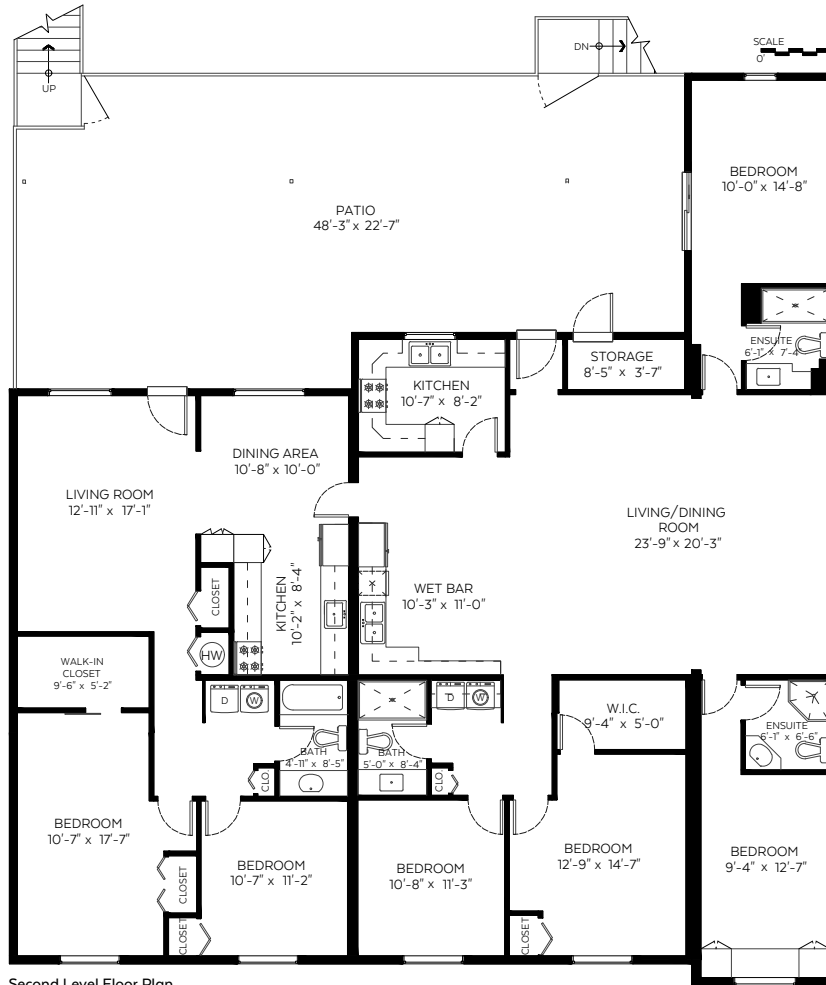 SCALE
0'
UP
DN
BEDROOM
10'-0" x 14'-8"
PATIO
48'-3" x 22'-7"
ENSUITE
6'-1" x 7'-4"
STORAGE
8'-5" x 3'-7"
KITCHEN
10'-7" x 8'-2"
DINING AREA
10'-8" x 10'-0"
LIVING ROOM
12'-11" x 17'-1"
LIVING/DINING
ROOM
23'-9" x 20'-3"
CLOSET
KITCHEN
10'-2" x 8'-4"
WET BAR
10'-3" x 11'-0"
HW
WALK-IN
CLOSET
9'-6" x 5'-2"
D
W
D
W
W.I.C.
9'-4" x 5'-0"
ENSUITE
6'-1" x 6'-6"
BATH
4'-11" x 8'-5"
BATH
5'-0" x 8'-4"
CLO.
CLO.
BEDROOM
10'-7" x 17'-7"
BEDROOM
10'-7" x 11'-2"
BEDROOM
10'-8" x 11'-3"
BEDROOM
12'-9" x 14'-7"
BEDROOM
9'-4" x 12'-7"
CLOSET
CLOSET
CLOSET
Second Level Floor Plan